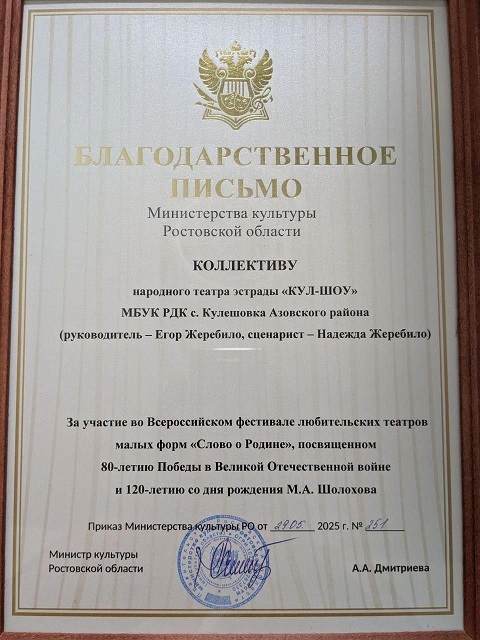 БЛАГОДАРСТВЕННОЕ
ПИСЬМО
Министерства культуры
Ростовской области
КОЛЛЕКТИВУ
народного театра эстрады «КУЛ-ШОУ»
МБУК РДК с. Кулешовка Азовского района
(руководитель – Егор Жеребило, сценарист – Надежда Жеребило)
За участие во Всероссийском фестивале любительских театров
малых форм «Слово о Родине», посвященном
80-летию Победы в Великой Отечественной войне
и 120-летию со дня рождения М.А. Шолохова
Приказ Министерства культуры РО от 29.05 2025 г. № 351
Министр культуры
Ростовской области
А.А. Дмитриева